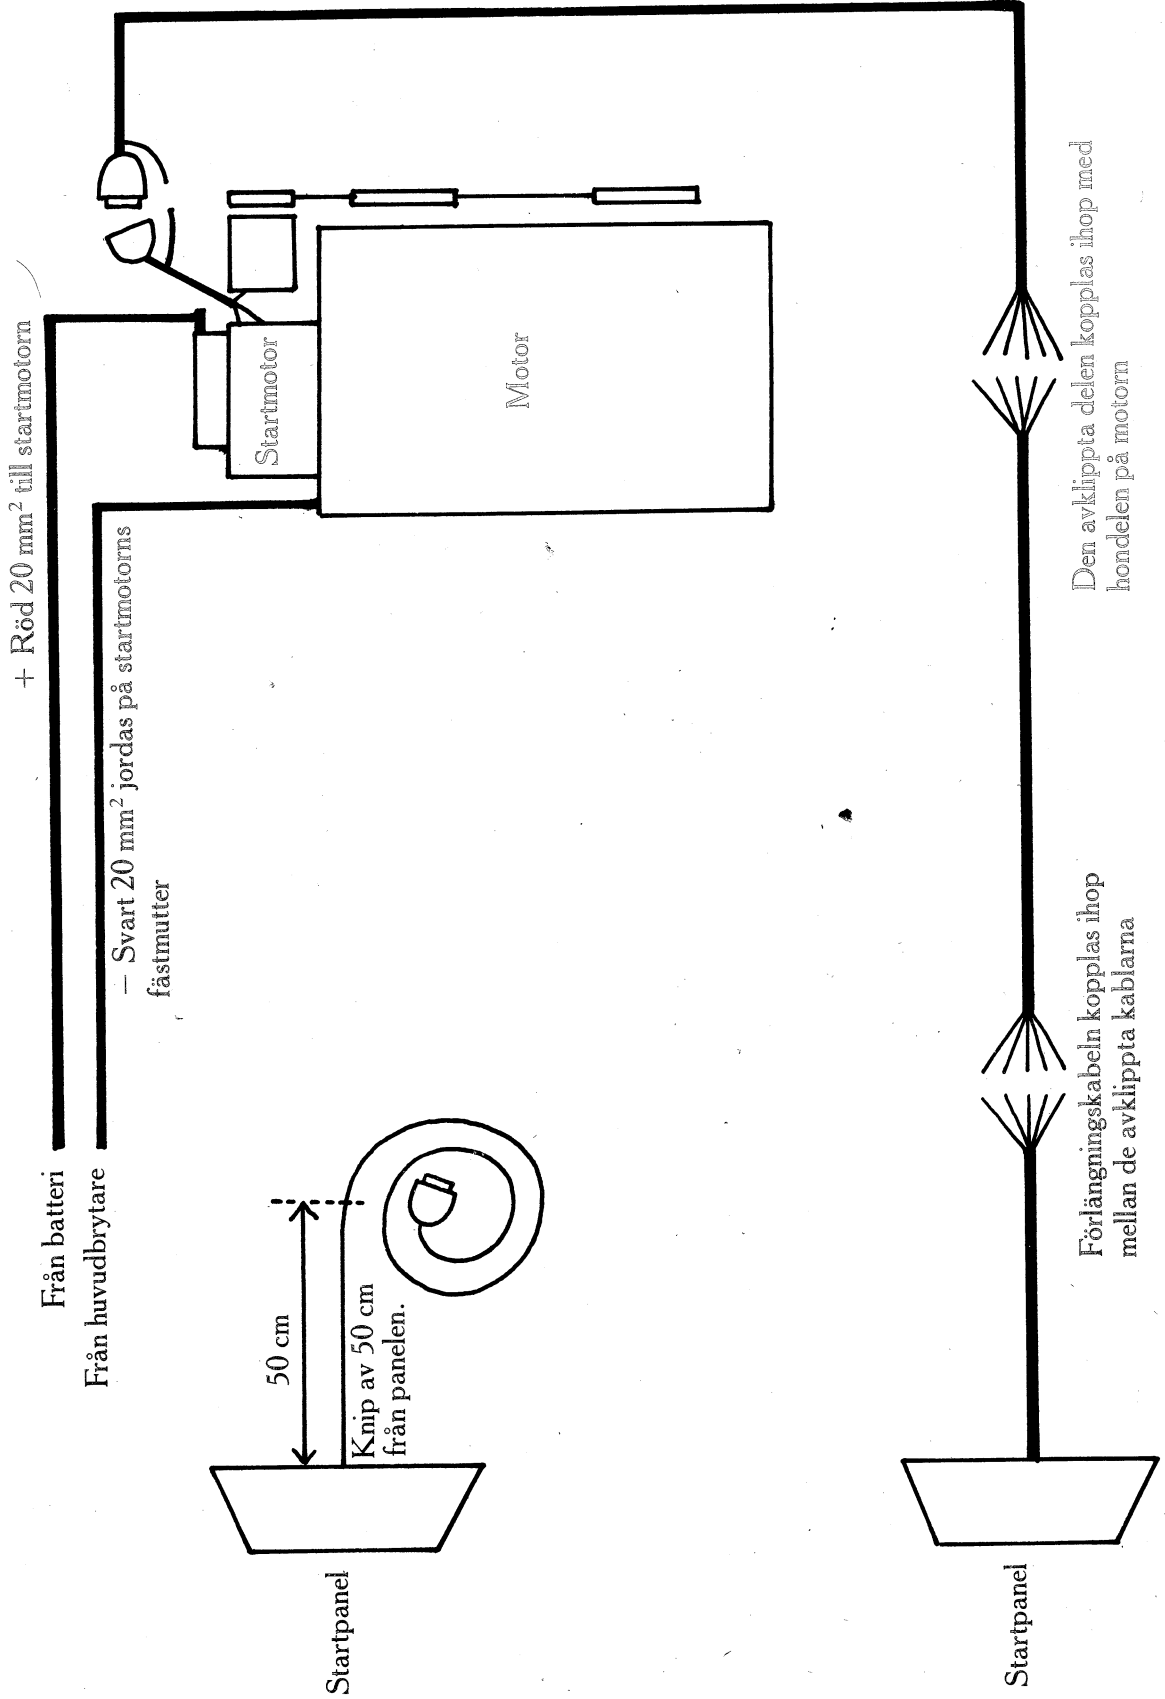 + Röd 20 mm² till startmotorn
− Svart 20 mm² jordas på startmotorns
fästmutter
Från batteri
Från huvudbrytare
Startmotor
Motor
50 cm
Knip av 50 cm
från panelen.
Startpanel
Den avklippta delen kopplas ihop med
hondelen på motorn
Förlängningskabeln kopplas ihop
mellan de avklippta kablarna
Startpanel